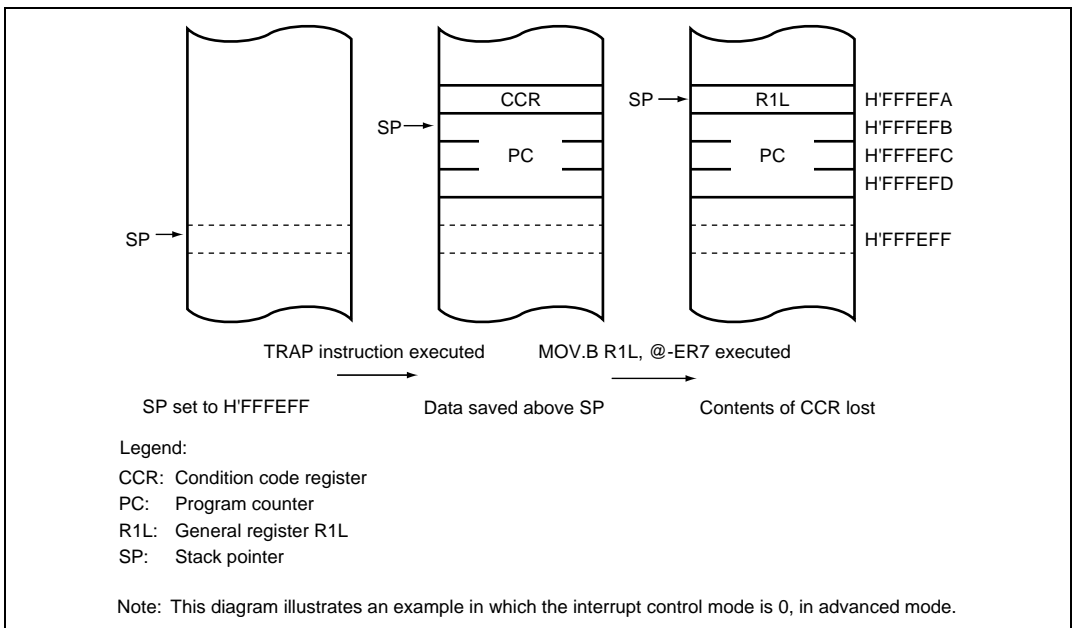 CCR
SP
R1L
H'FFFEFA
SP
H'FFFEFB
PC
PC
H'FFFEFC
H'FFFEFD
SP
H'FFFEFF
TRAP instruction executed
MOV.B R1L, @-ER7 executed
SP set to H'FFFEFF
Data saved above SP
Contents of CCR lost
Legend:
CCR: Condition code register
PC: Program counter
R1L: General register R1L
SP: Stack pointer
Note: This diagram illustrates an example in which the interrupt control mode is 0, in advanced mode.